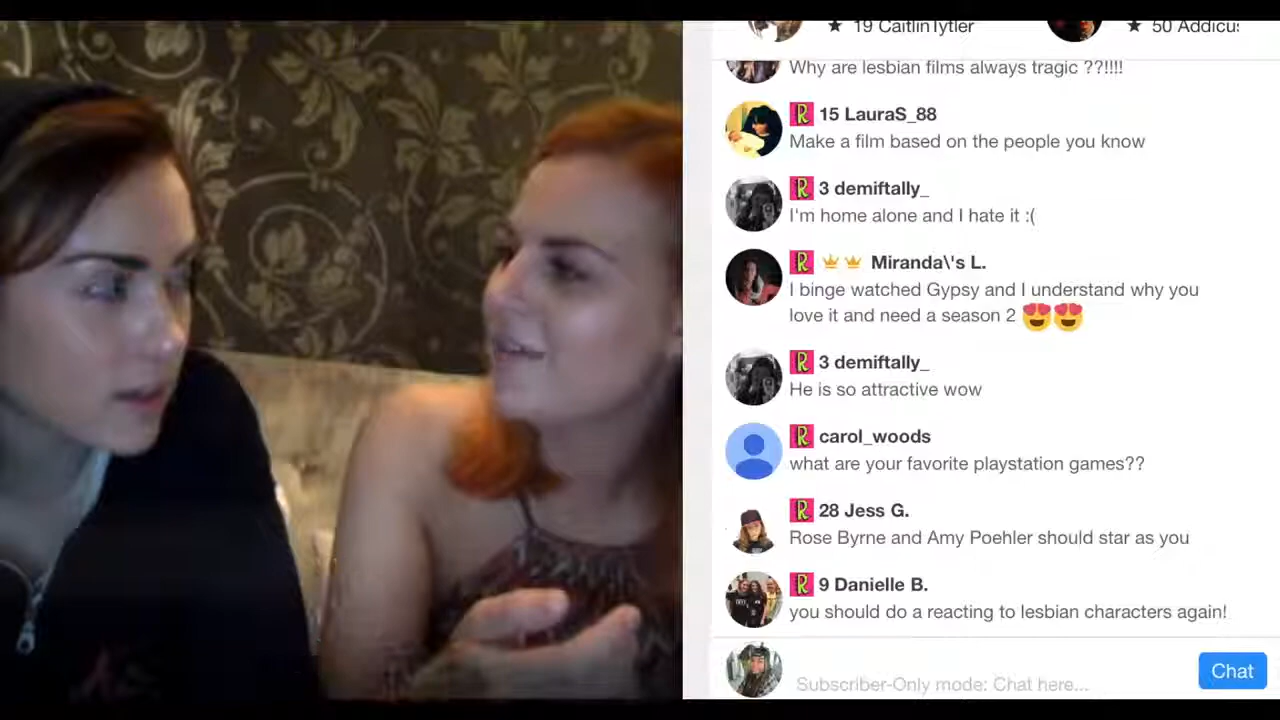 ★ 19 CaitlinTytler
★ 50 Addicu
Why are lesbian films always tragic ??!!!!
R 15 LauraS_88
Make a film based on the people you know
R 3 demiftally_
I'm home alone and I hate it :(
R 👑 👑 Miranda\'s L.
I binge watched Gypsy and I understand why you
love it and need a season 2 😍😍
R 3 demiftally_
He is so attractive wow
R carol_woods
what are your favorite playstation games??
R 28 Jess G.
Rose Byrne and Amy Poehler should star as you
R 9 Danielle B.
you should do a reacting to lesbian characters again!
Subscriber-Only mode: Chat here...
Chat